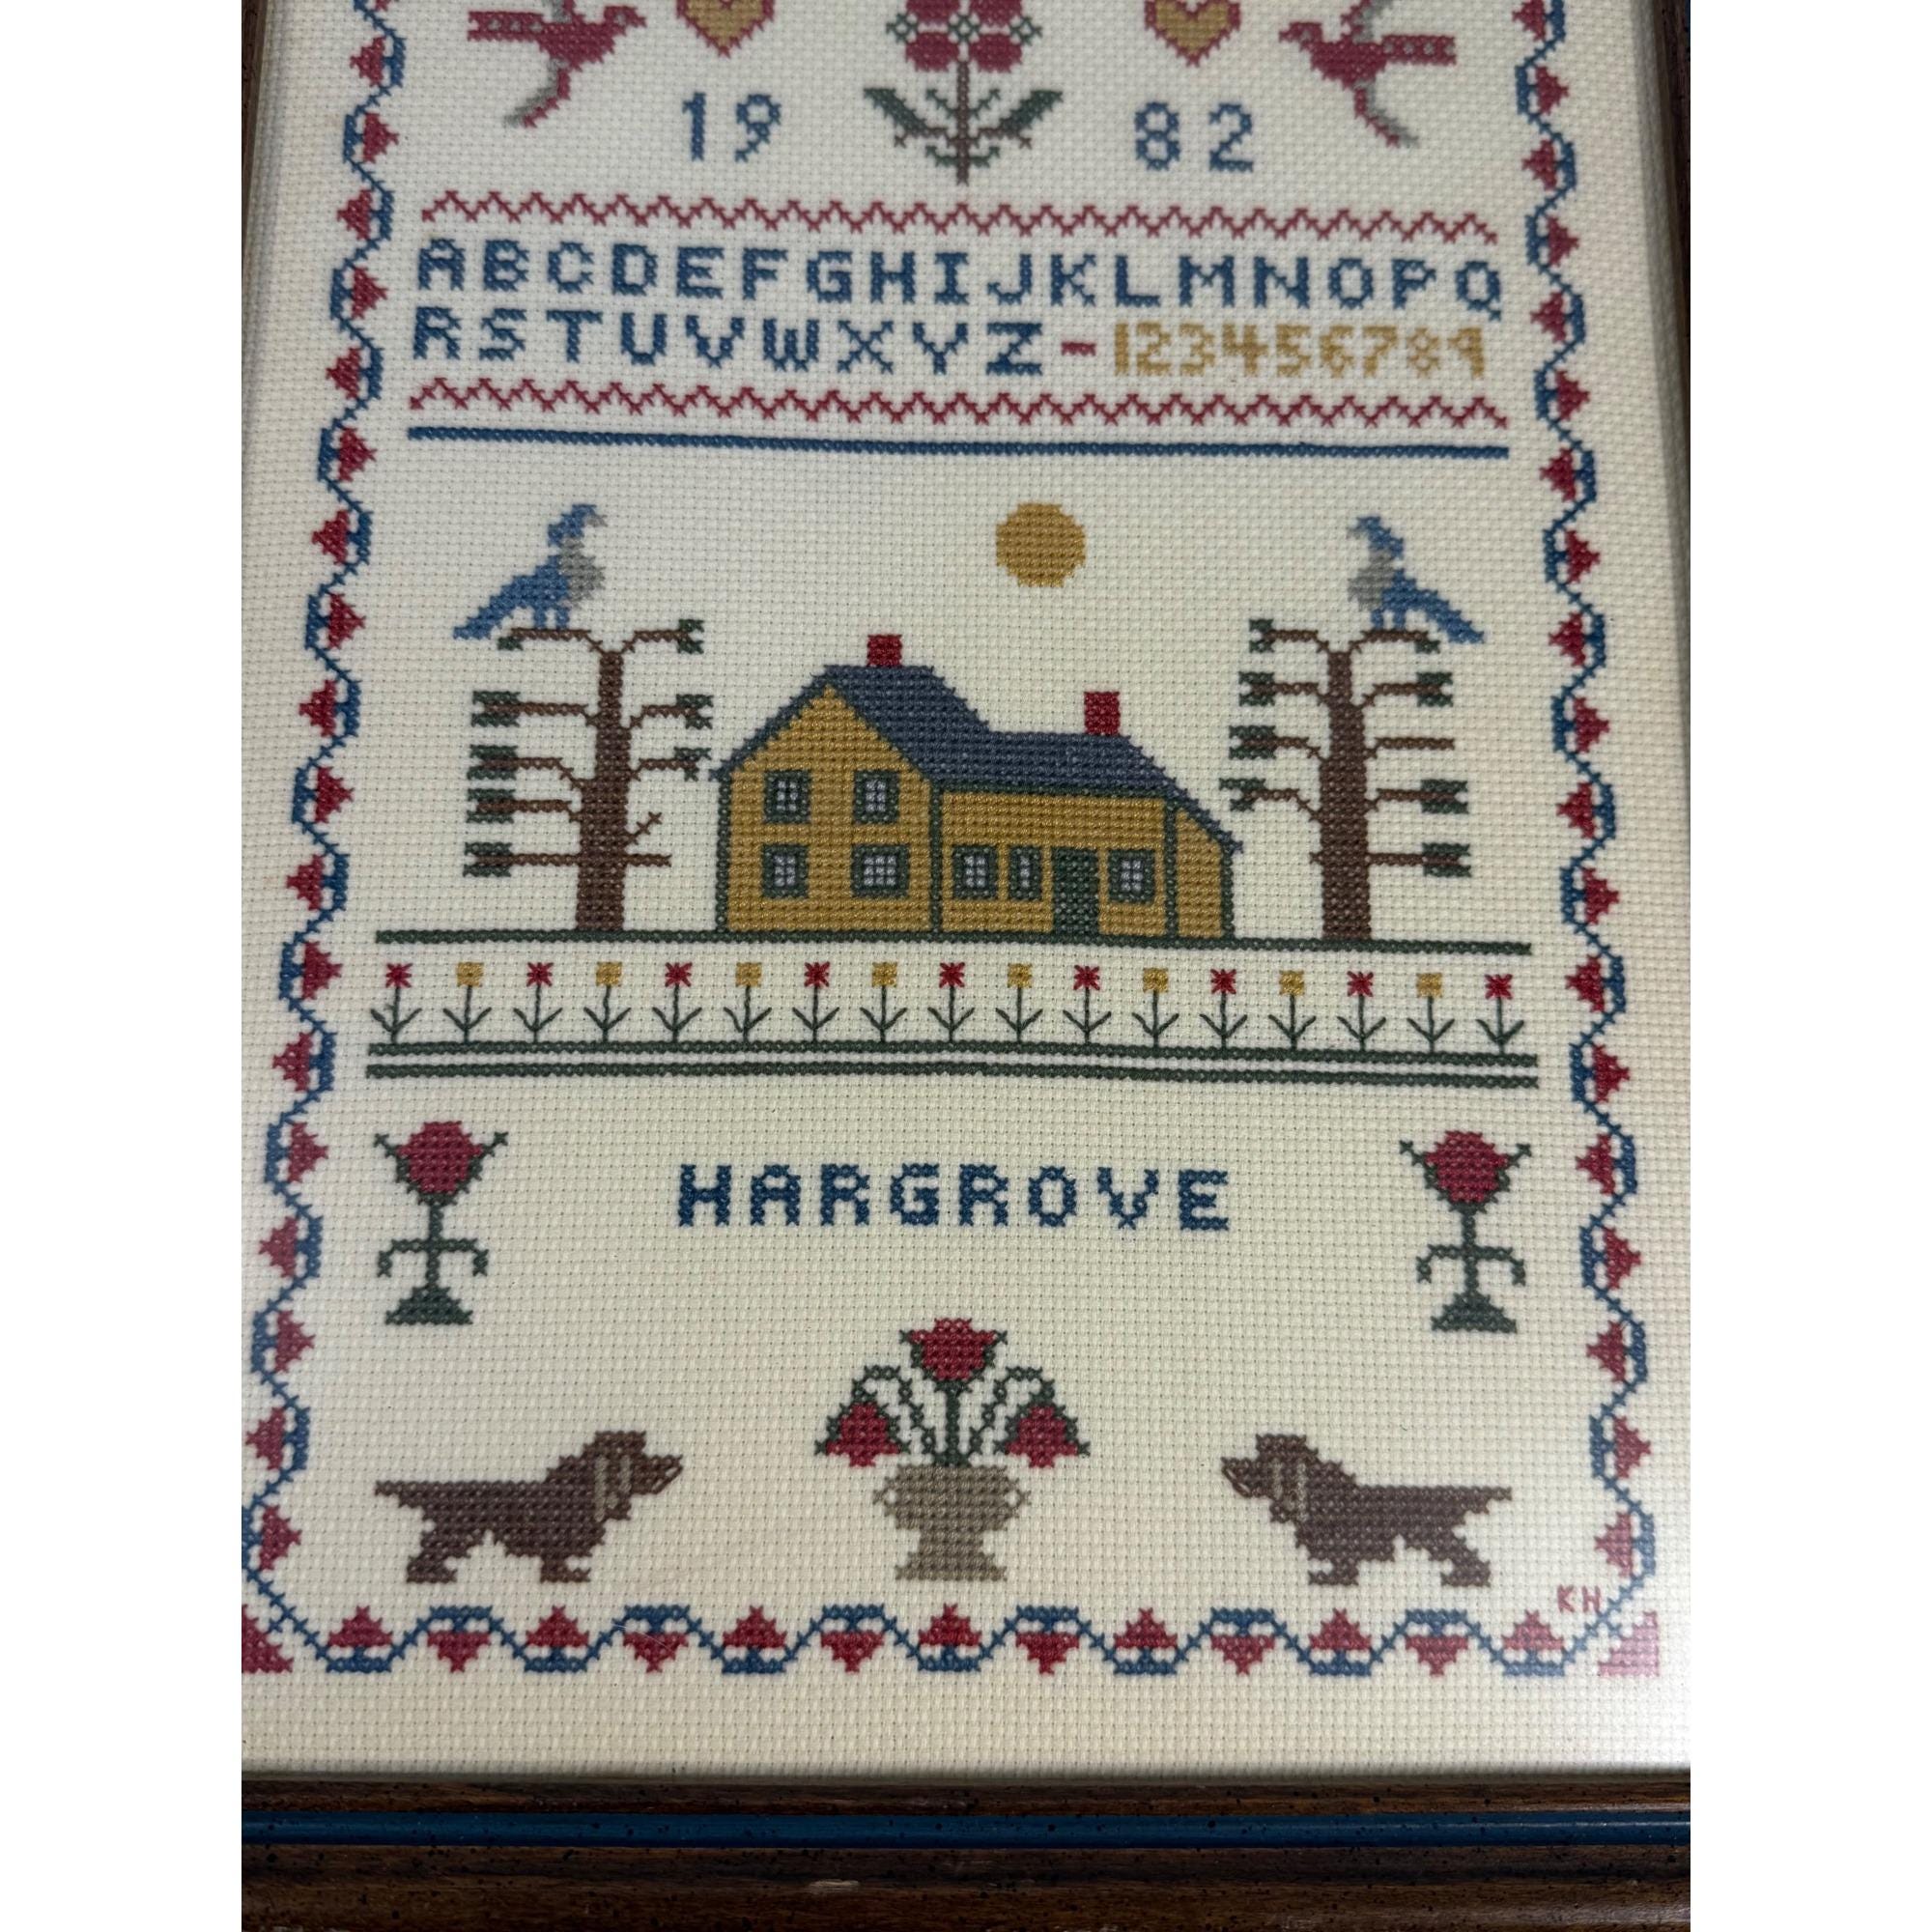 19 82
ABCDEFGHIJKLMNOPQ
RSTUVWXYZ-123456789
HARGROVE
KH